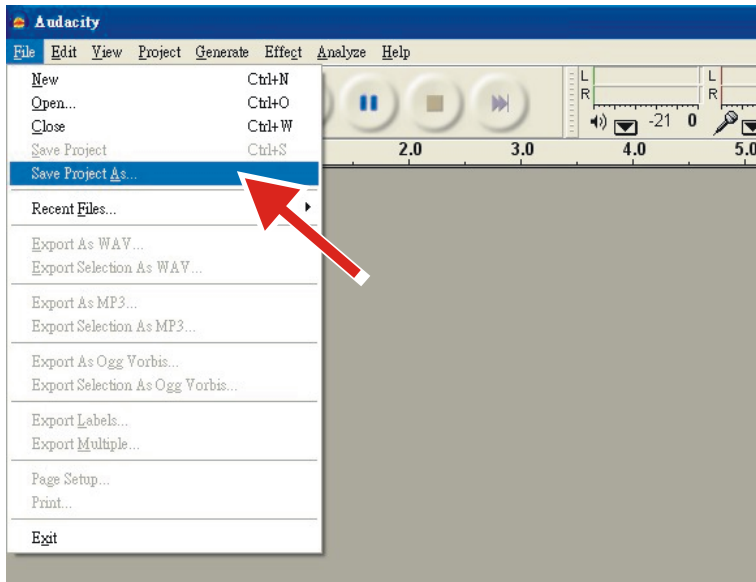 Audacity
File Edit View Project Generate Effect Analyze Help
New Ctrl+N
Open... Ctrl+O
Close Ctrl+W
Save Project Ctrl+S
Save Project As...
Recent Files...
Export As WAV...
Export Selection As WAV...
Export As MP3...
Export Selection As MP3...
Export As Ogg Vorbis...
Export Selection As Ogg Vorbis...
Export Labels...
Export Multiple...
Page Setup...
Print...
Exit
L L
R R
-21 0
2.0 3.0 4.0 5.0